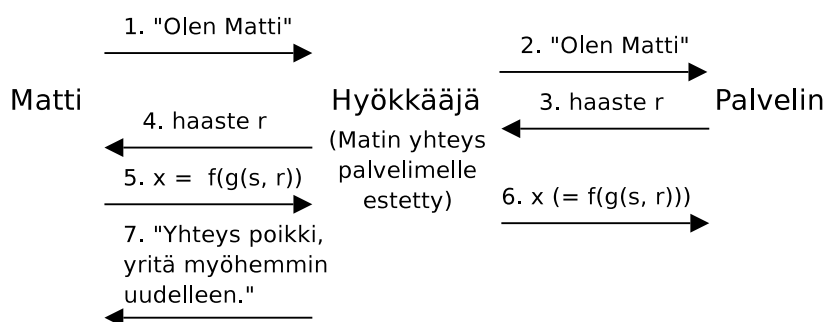 1. "Olen Matti"
2. "Olen Matti"
Matti
Hyökkääjä
Palvelin
3. haaste r
4. haaste r
(Matin yhteys
palvelimelle
estetty)
5. x = f(g(s, r))
6. x (= f(g(s, r)))
7. "Yhteys poikki,
yritä myöhemmin
uudelleen."